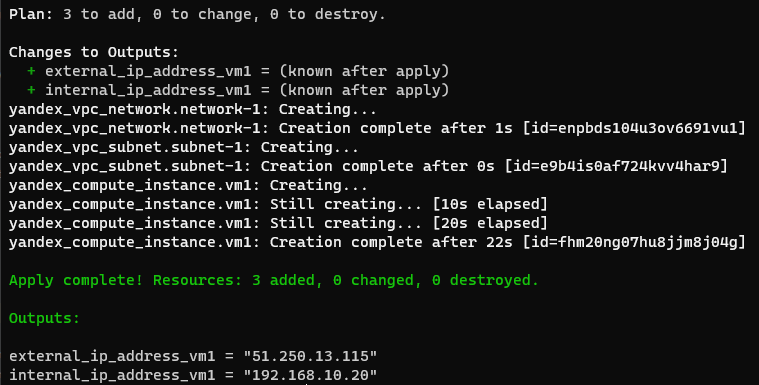 Plan: 3 to add, 0 to change, 0 to destroy.
Changes to Outputs:
+ external_ip_address_vm1 = (known after apply)
+ internal_ip_address_vm1 = (known after apply)
yandex_vpc_network.network-1: Creating...
yandex_vpc_network.network-1: Creation complete after 1s [id=enpbds104u3ov6691vu1]
yandex_vpc_subnet.subnet-1: Creating...
yandex_vpc_subnet.subnet-1: Creation complete after 0s [id=e9b4is0af724kvv4har9]
yandex_compute_instance.vm1: Creating...
yandex_compute_instance.vm1: Still creating... [10s elapsed]
yandex_compute_instance.vm1: Still creating... [20s elapsed]
yandex_compute_instance.vm1: Creation complete after 22s [id=fhm20ng07hu8jjm8j04g]
Apply complete! Resources: 3 added, 0 changed, 0 destroyed.
Outputs:
external_ip_address_vm1 = "51.250.13.115"
internal_ip_address_vm1 = "192.168.10.20"